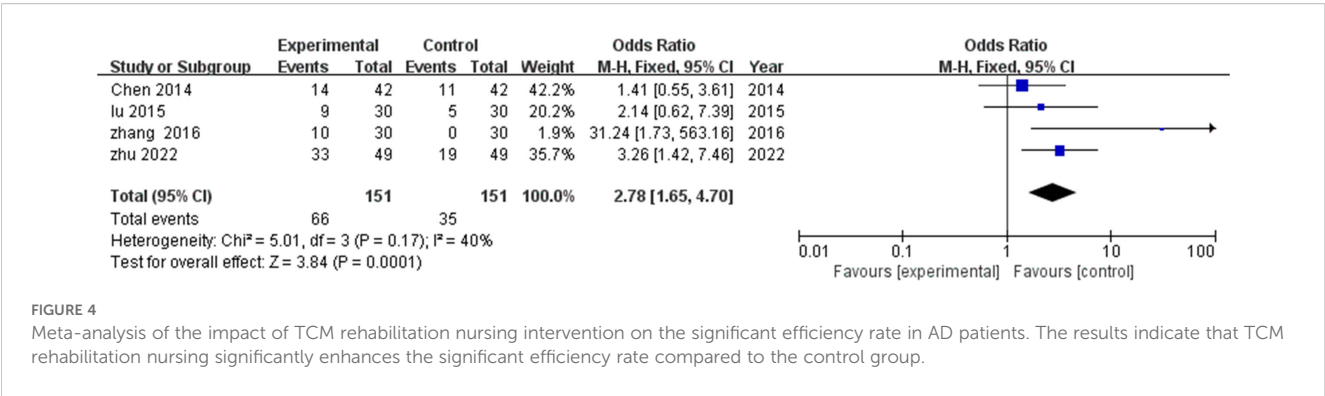 Experimental Control Odds Ratio Odds Ratio
Study or Subgroup Events Total Events Total Weight M-H, Fixed, 95% CI Year M-H, Fixed, 95% CI
Chen 2014 14 42 11 42 42.2% 1.41 [0.55, 3.61] 2014
lu 2015 9 30 5 30 20.2% 2.14 [0.62, 7.39] 2015
zhang 2016 10 30 0 30 1.9% 31.24 [1.73, 563.16] 2016
zhu 2022 33 49 19 49 35.7% 3.26 [1.42, 7.46] 2022
Total (95% CI) 151 151 100.0% 2.78 [1.65, 4.70]
Total events 66 35
Heterogeneity: Chi² = 5.01, df = 3 (P = 0.17); I² = 40%
Test for overall effect: Z = 3.84 (P = 0.0001)
0.01 0.1 1 10 100
Favours [experimental] Favours [control]
FIGURE 4
Meta-analysis of the impact of TCM rehabilitation nursing intervention on the significant efficiency rate in AD patients. The results indicate that TCM
rehabilitation nursing significantly enhances the significant efficiency rate compared to the control group.